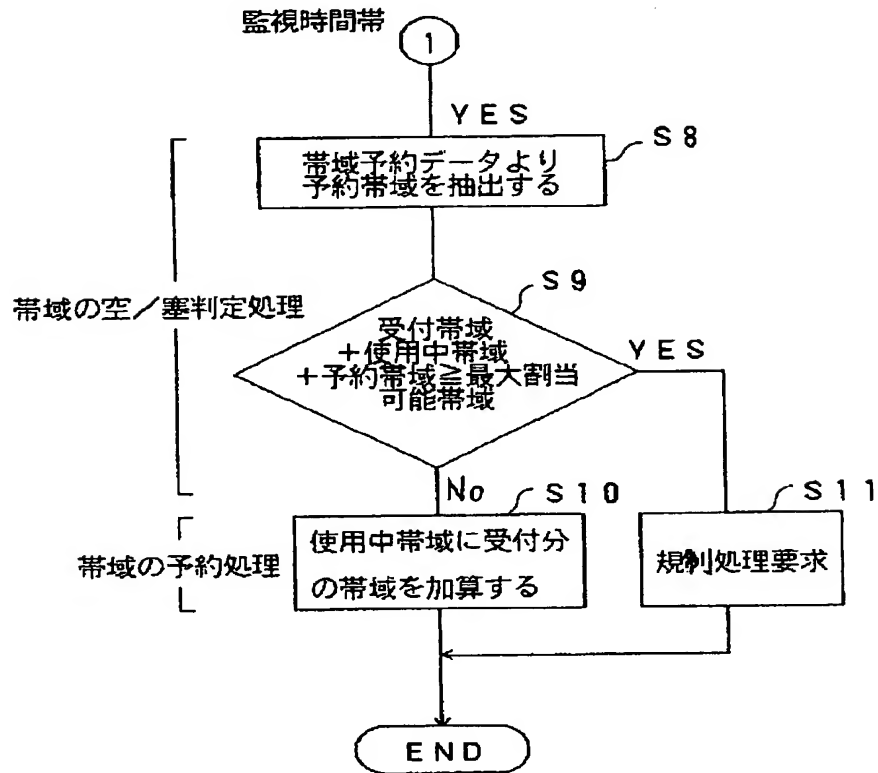 監視時間帯
1
YES
S8
帯域予約データより
予約帯域を抽出する
S9
帯域の空/塞判定処理
受付帯域
+使用中帯域
+予約帯域≧最大割当
可能帯域
YES
No
S10
S11
帯域の予約処理
使用中帯域に受付分
の帯域を加算する
規制処理要求
END